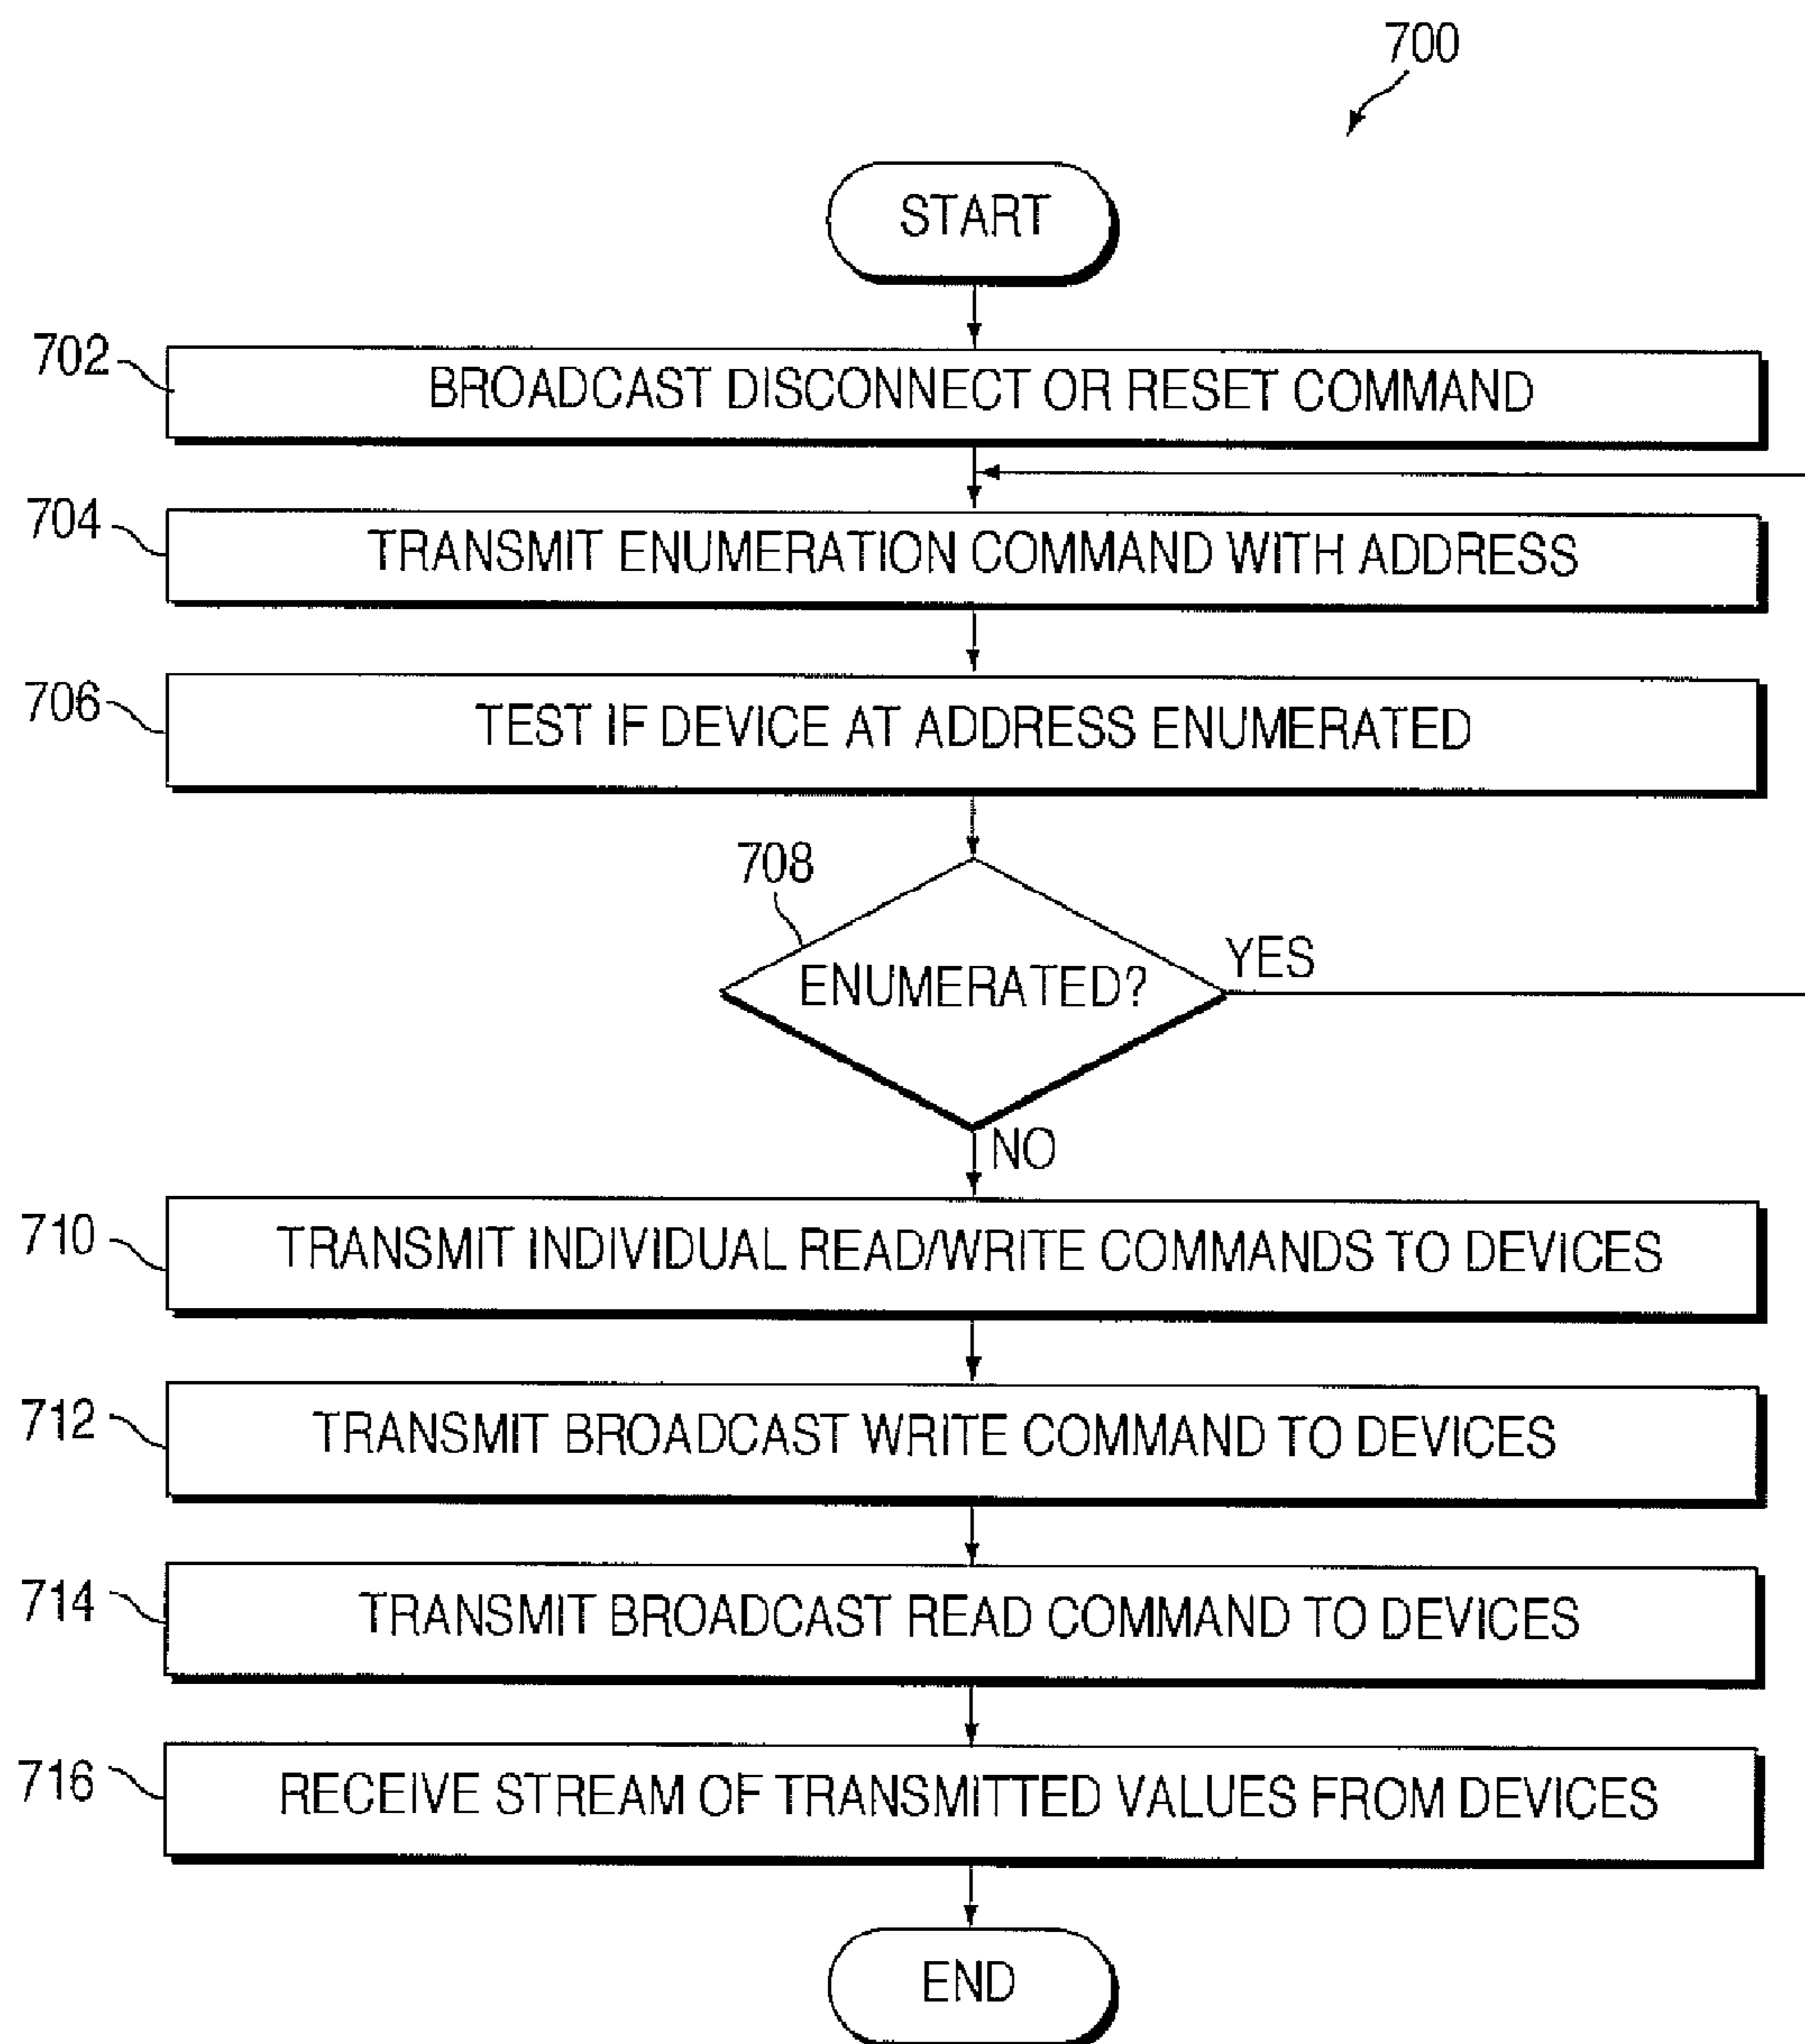 700
START
702
BROADCAST DISCONNECT OR RESET COMMAND
704
TRANSMIT ENUMERATION COMMAND WITH ADDRESS
706
TEST IF DEVICE AT ADDRESS ENUMERATED
708
ENUMERATED?
YES
NO
710
TRANSMIT INDIVIDUAL READ/WRITE COMMANDS TO DEVICES
712
TRANSMIT BROADCAST WRITE COMMAND TO DEVICES
714
TRANSMIT BROADCAST READ COMMAND TO DEVICES
716
RECEIVE STREAM OF TRANSMITTED VALUES FROM DEVICES
END